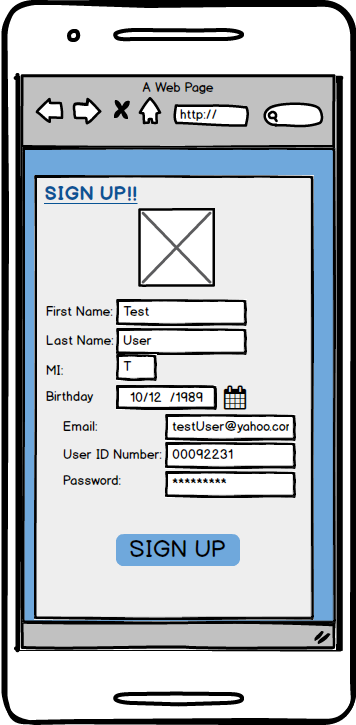 A Web Page
http://
SIGN UP!!
First Name: Test
Last Name: User
MI: T
Birthday 10/12 /1989
Email: testUser@yahoo.cor
User ID Number: 00092231
Password: *********
SIGN UP